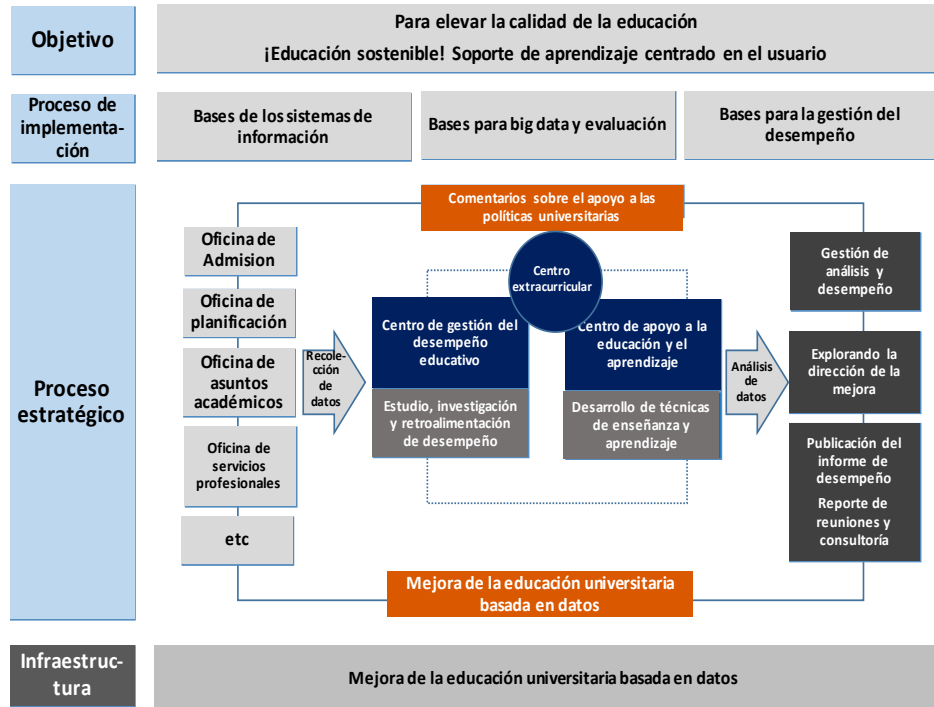 Objetivo
Para elevar la calidad de la educación
¡Educación sostenible! Soporte de aprendizaje centrado en el usuario
Proceso de
implementa-
ción
Bases de los sistemas de
información
Bases para big data y evaluación
Bases para la gestión del
desempeño
Proceso
estratégico
Comentarios sobre el apoyo a las
políticas universitarias
Oficina de
Admision
Oficina de
planificación
Oficina de
asuntos
académicos
Oficina de
servicios
profesionales
etc
Recolec-
ción de
datos
Centro
extracurricular
Centro de gestión del
desempeño
educativo
Estudio, investigación
y retroalimentación
de desempeño
Centro de apoyo a la
educación y el
aprendizaje
Desarrollo de técnicas
de enseñanza y
aprendizaje
Análisis
de
datos
Gestión de
análisis y
desempeño
Explorando la
dirección de la
mejora
Publicación del
informe de
desempeño
Reporte de
reuniones y
consultoría
Mejora de la educación universitaria
basada en datos
Infraestruc-
tura
Mejora de la educación universitaria basada en datos